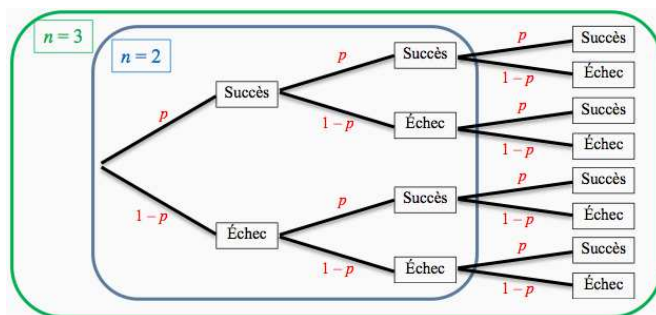 n = 3
n = 2
p
Succès
1 – p
Échec
p
Succès
1 – p
Échec
p
Succès
1 – p
Échec
p
Succès
1 – p
Échec
p
Succès
1 – p
Échec
p
Succès
1 – p
Échec
p
Succès
1 – p
Échec